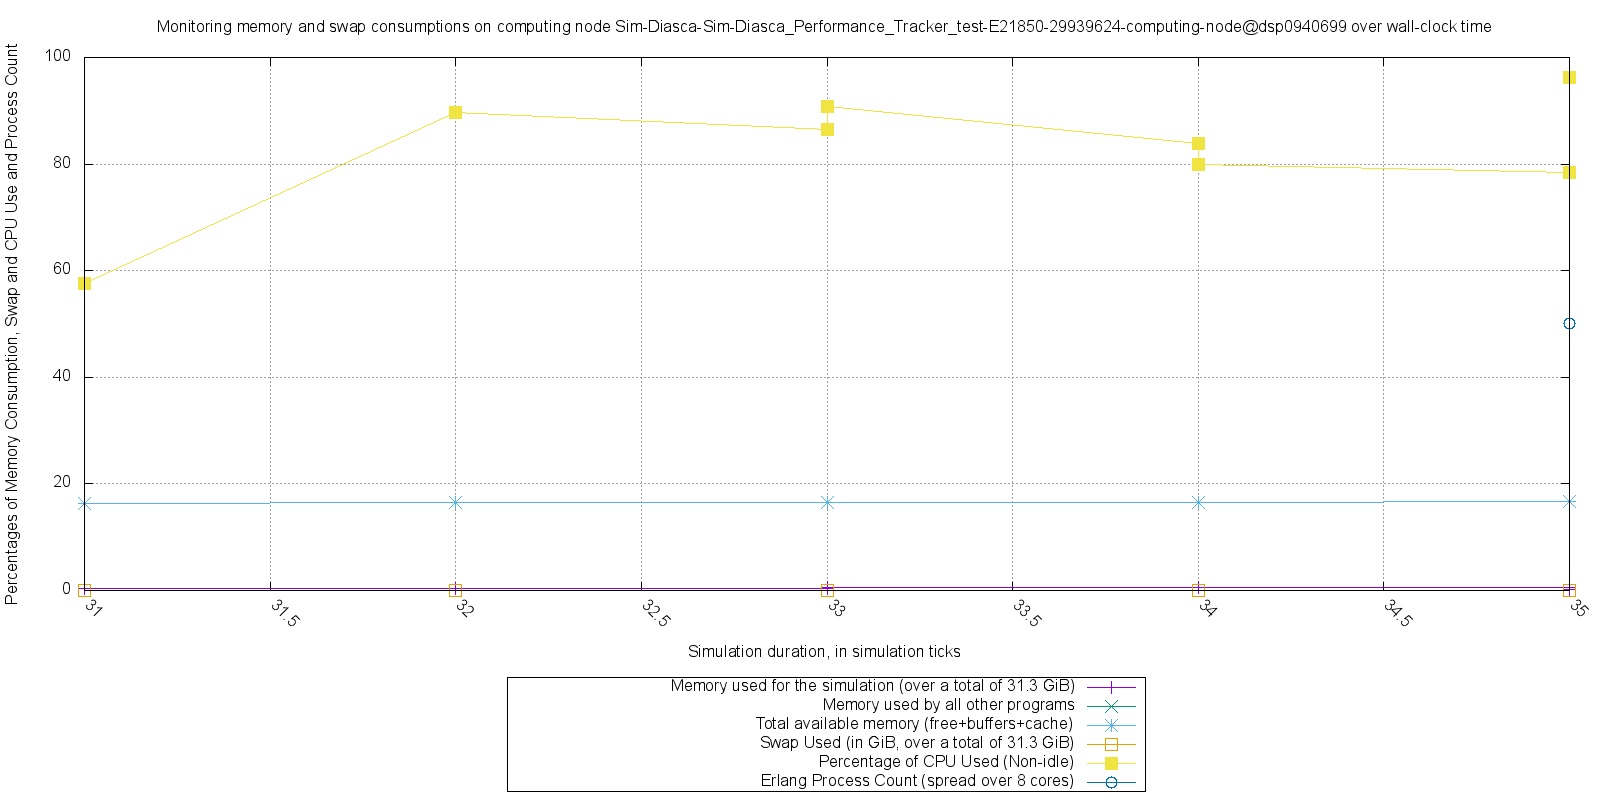 Monitoring memory and swap consumptions on computing node Sim-Diasca-Sim-Diasca_Performance_Tracker_test-E21850-29939624-computing-node@dsp0940699 over wall-clock time
Percentages of Memory Consumption, Swap and CPU Use and Process Count
100
80
60
40
20
0
31
31.5
32
32.5
33
33.5
34
34.5
35
Simulation duration, in simulation ticks
Memory used for the simulation (over a total of 31.3 GiB)
Memory used by all other programs
Total available memory (free+buffers+cache)
Swap Used (in GiB, over a total of 31.3 GiB)
Percentage of CPU Used (Non-idle)
Erlang Process Count (spread over 8 cores)